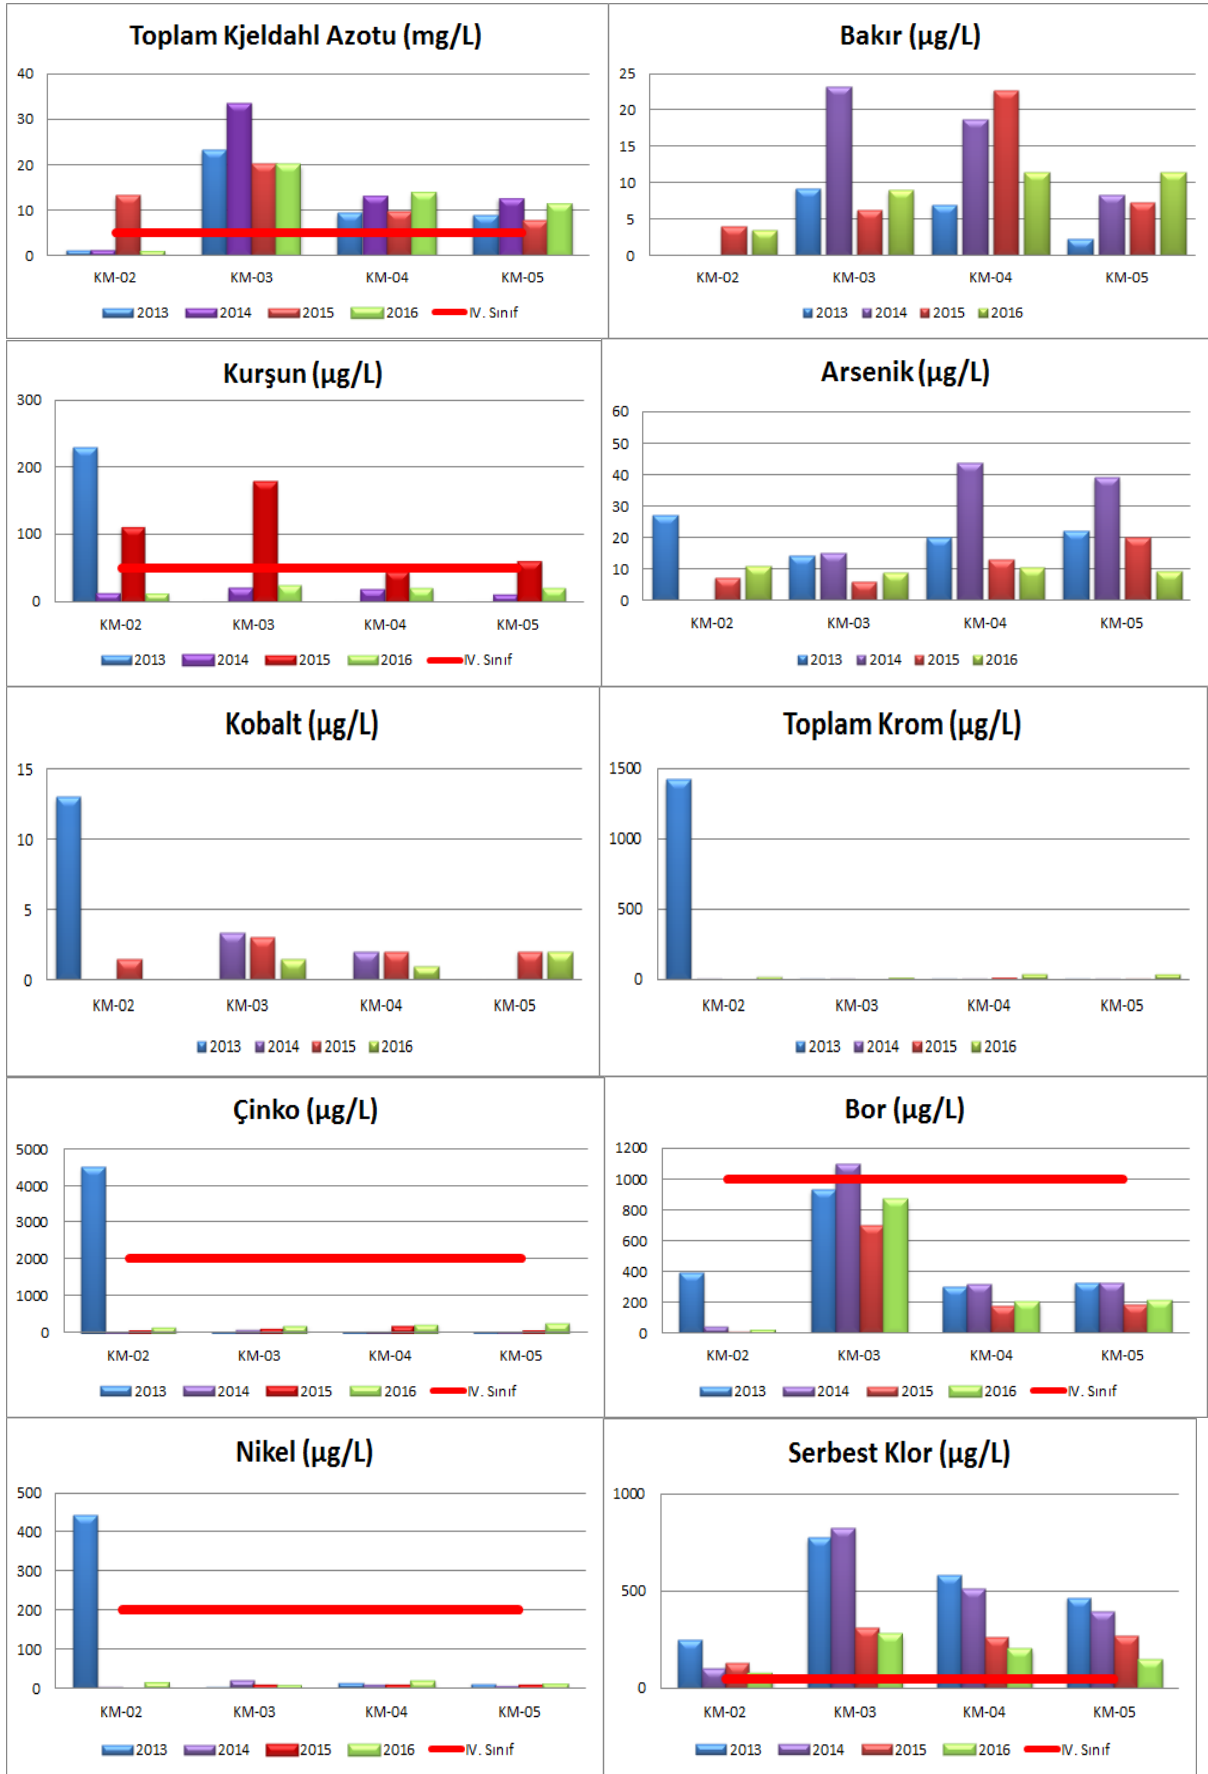 Toplam Kjeldahl Azotu (mg/L)
40
30
20
10
0
KM-02 KM-03 KM-04 KM-05
2013 2014 2015 2016 IV. Sınıf
Bakır (µg/L)
25
20
15
10
5
0
KM-02 KM-03 KM-04 KM-05
2013 2014 2015 2016
Kurşun (µg/L)
300
200
100
0
KM-02 KM-03 KM-04 KM-05
2013 2014 2015 2016 IV. Sınıf
Arsenik (µg/L)
60
50
40
30
20
10
0
KM-02 KM-03 KM-04 KM-05
2013 2014 2015 2016
Kobalt (µg/L)
15
10
5
0
KM-02 KM-03 KM-04 KM-05
2013 2014 2015 2016
Toplam Krom (µg/L)
1500
1000
500
0
KM-02 KM-03 KM-04 KM-05
2013 2014 2015 2016
Çinko (µg/L)
5000
4000
3000
2000
1000
0
KM-02 KM-03 KM-04 KM-05
2013 2014 2015 2016 IV. Sınıf
Bor (µg/L)
1200
1000
800
600
400
200
0
KM-02 KM-03 KM-04 KM-05
2013 2014 2015 2016 IV. Sınıf
Nikel (µg/L)
500
400
300
200
100
0
KM-02 KM-03 KM-04 KM-05
2013 2014 2015 2016 IV. Sınıf
Serbest Klor (µg/L)
1000
500
0
KM-02 KM-03 KM-04 KM-05
2013 2014 2015 2016 IV. Sınıf